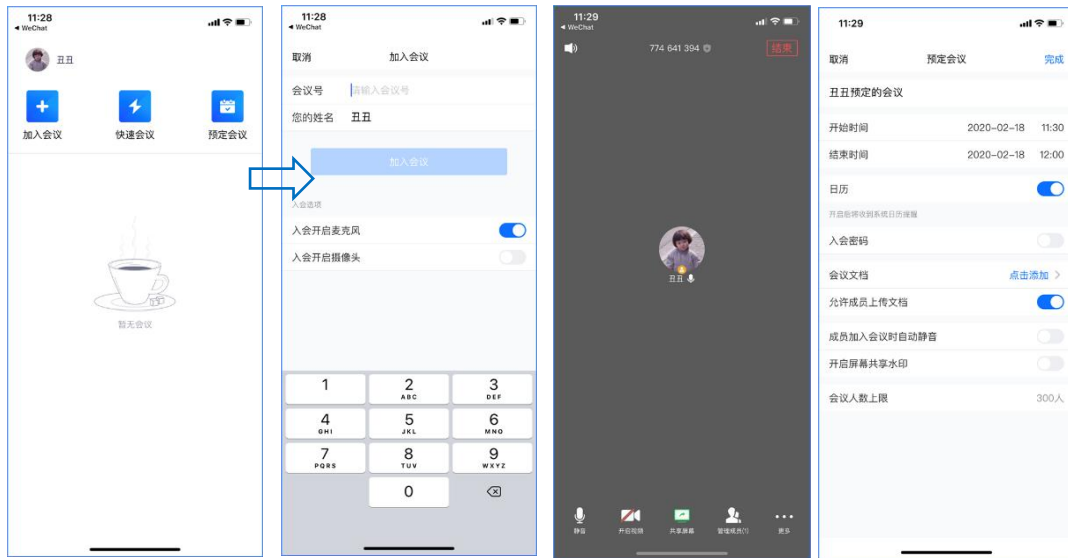 11:28
◀ WeChat
丑丑
加入会议
快速会议
预定会议
暂无会议
11:28
◀ WeChat
取消
加入会议
会议号
请输入会议号
您的姓名
丑丑
加入会议
入会选项
入会开启麦克风
入会开启摄像头
1
2
ABC
3
DEF
4
GHI
5
JKL
6
MNO
7
PQRS
8
TUV
9
WXYZ
0
11:29
◀ WeChat
774 641 394
结束
丑丑
静音
开启视频
共享屏幕
管理成员(1)
更多
11:29
取消
预定会议
完成
丑丑预定的会议
开始时间 2020-02-18 11:30
结束时间 2020-02-18 12:00
日历
开启后将收到系统日历提醒
入会密码
会议文档 点击添加 >
允许成员上传文档
成员加入会议时自动静音
开启屏幕共享水印
会议人数上限 300人